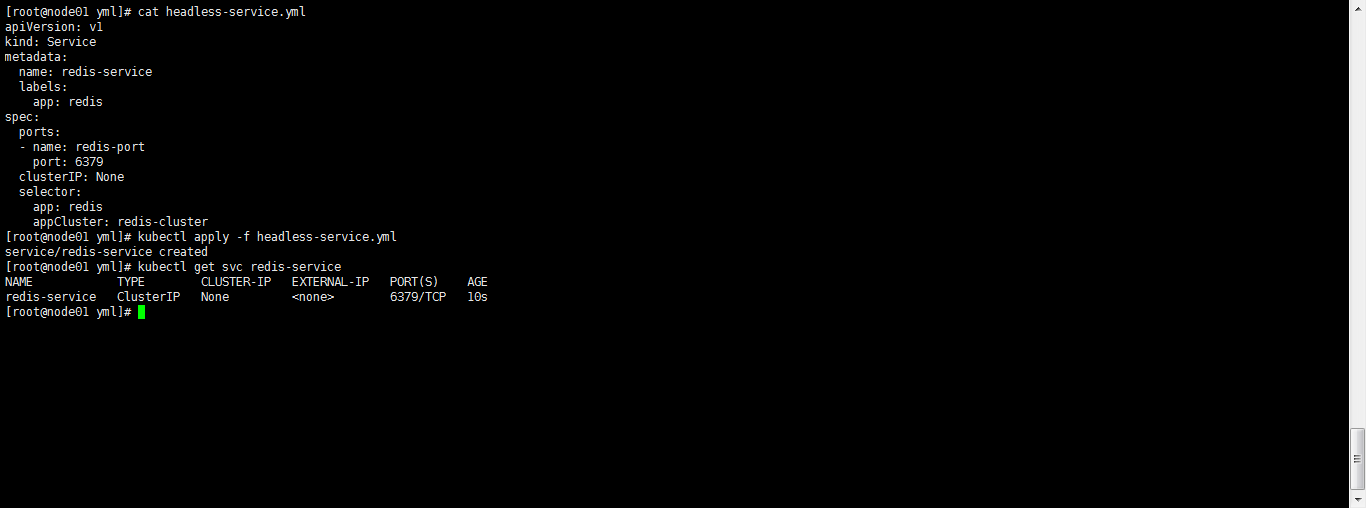 [root@node01 yml]# cat headless-service.yml
apiVersion: v1
kind: Service
metadata:
  name: redis-service
  labels:
    app: redis
spec:
  ports:
  - name: redis-port
    port: 6379
  clusterIP: None
  selector:
    app: redis
    appCluster: redis-cluster
[root@node01 yml]# kubectl apply -f headless-service.yml
service/redis-service created
[root@node01 yml]# kubectl get svc redis-service
NAME            TYPE        CLUSTER-IP   EXTERNAL-IP   PORT(S)    AGE
redis-service   ClusterIP   None         <none>        6379/TCP   10s
[root@node01 yml]#